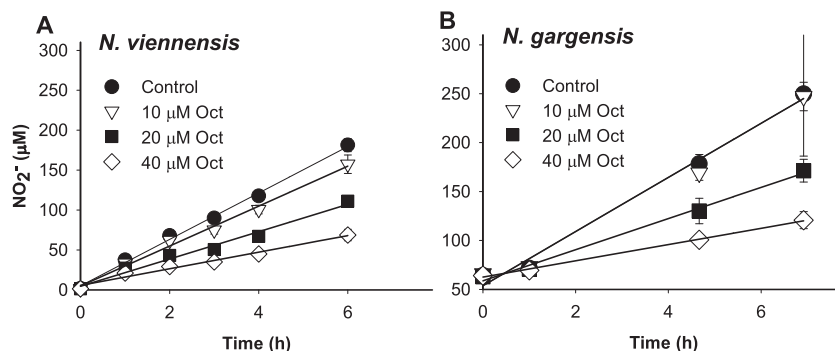 A
N. viennensis
300
250
200
150
100
50
0
NO2- (µM)
Control
10 µM Oct
20 µM Oct
40 µM Oct
0
2
4
6
Time (h)
B
N. gargensis
300
250
200
150
100
50
Control
10 µM Oct
20 µM Oct
40 µM Oct
0
2
4
6
Time (h)